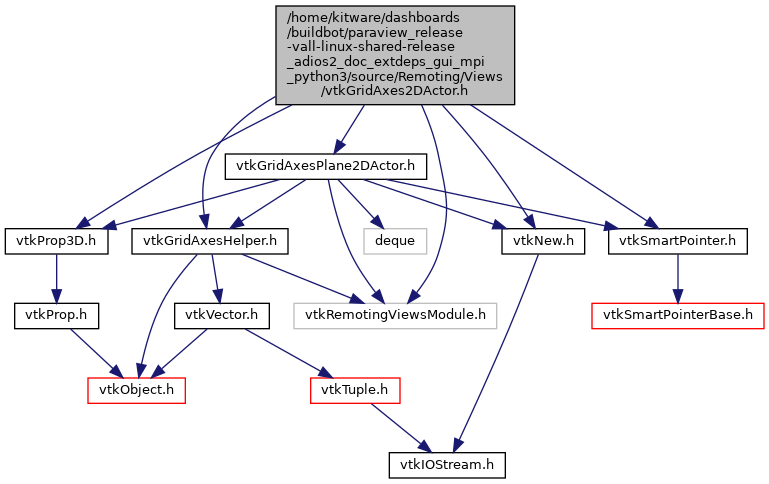 /home/kitware/dashboards
/buildbot/paraview_release
-vall-linux-shared-release
_adios2_doc_extdeps_gui_mpi
_python3/source/Remoting/Views
/vtkGridAxes2DActor.h
vtkGridAxesPlane2DActor.h
vtkProp3D.h
vtkGridAxesHelper.h
deque
vtkNew.h
vtkSmartPointer.h
vtkProp.h
vtkVector.h
vtkRemotingViewsModule.h
vtkSmartPointerBase.h
vtkObject.h
vtkTuple.h
vtkIOStream.h